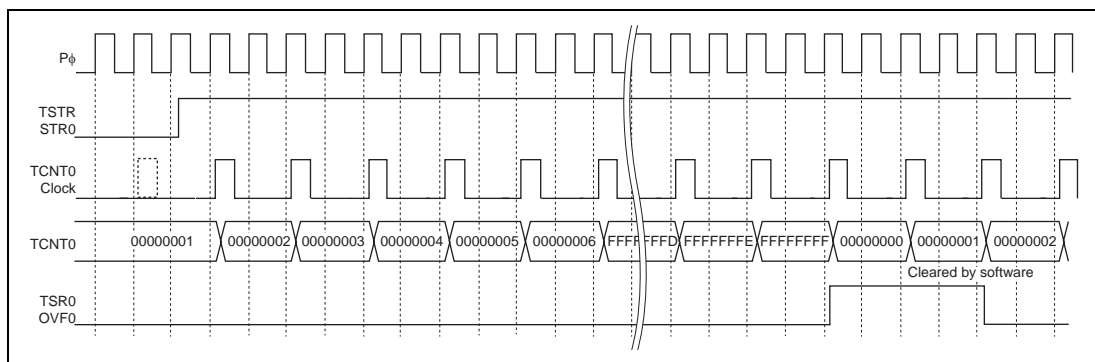 Pϕ
TSTR
STR0
TCNT0
Clock
TCNT0
00000001 00000002 00000003 00000004 00000005 00000006 FFFFFFFD FFFFFFFE FFFFFFFF 00000000 00000001 00000002
Cleared by software
TSR0
OVF0